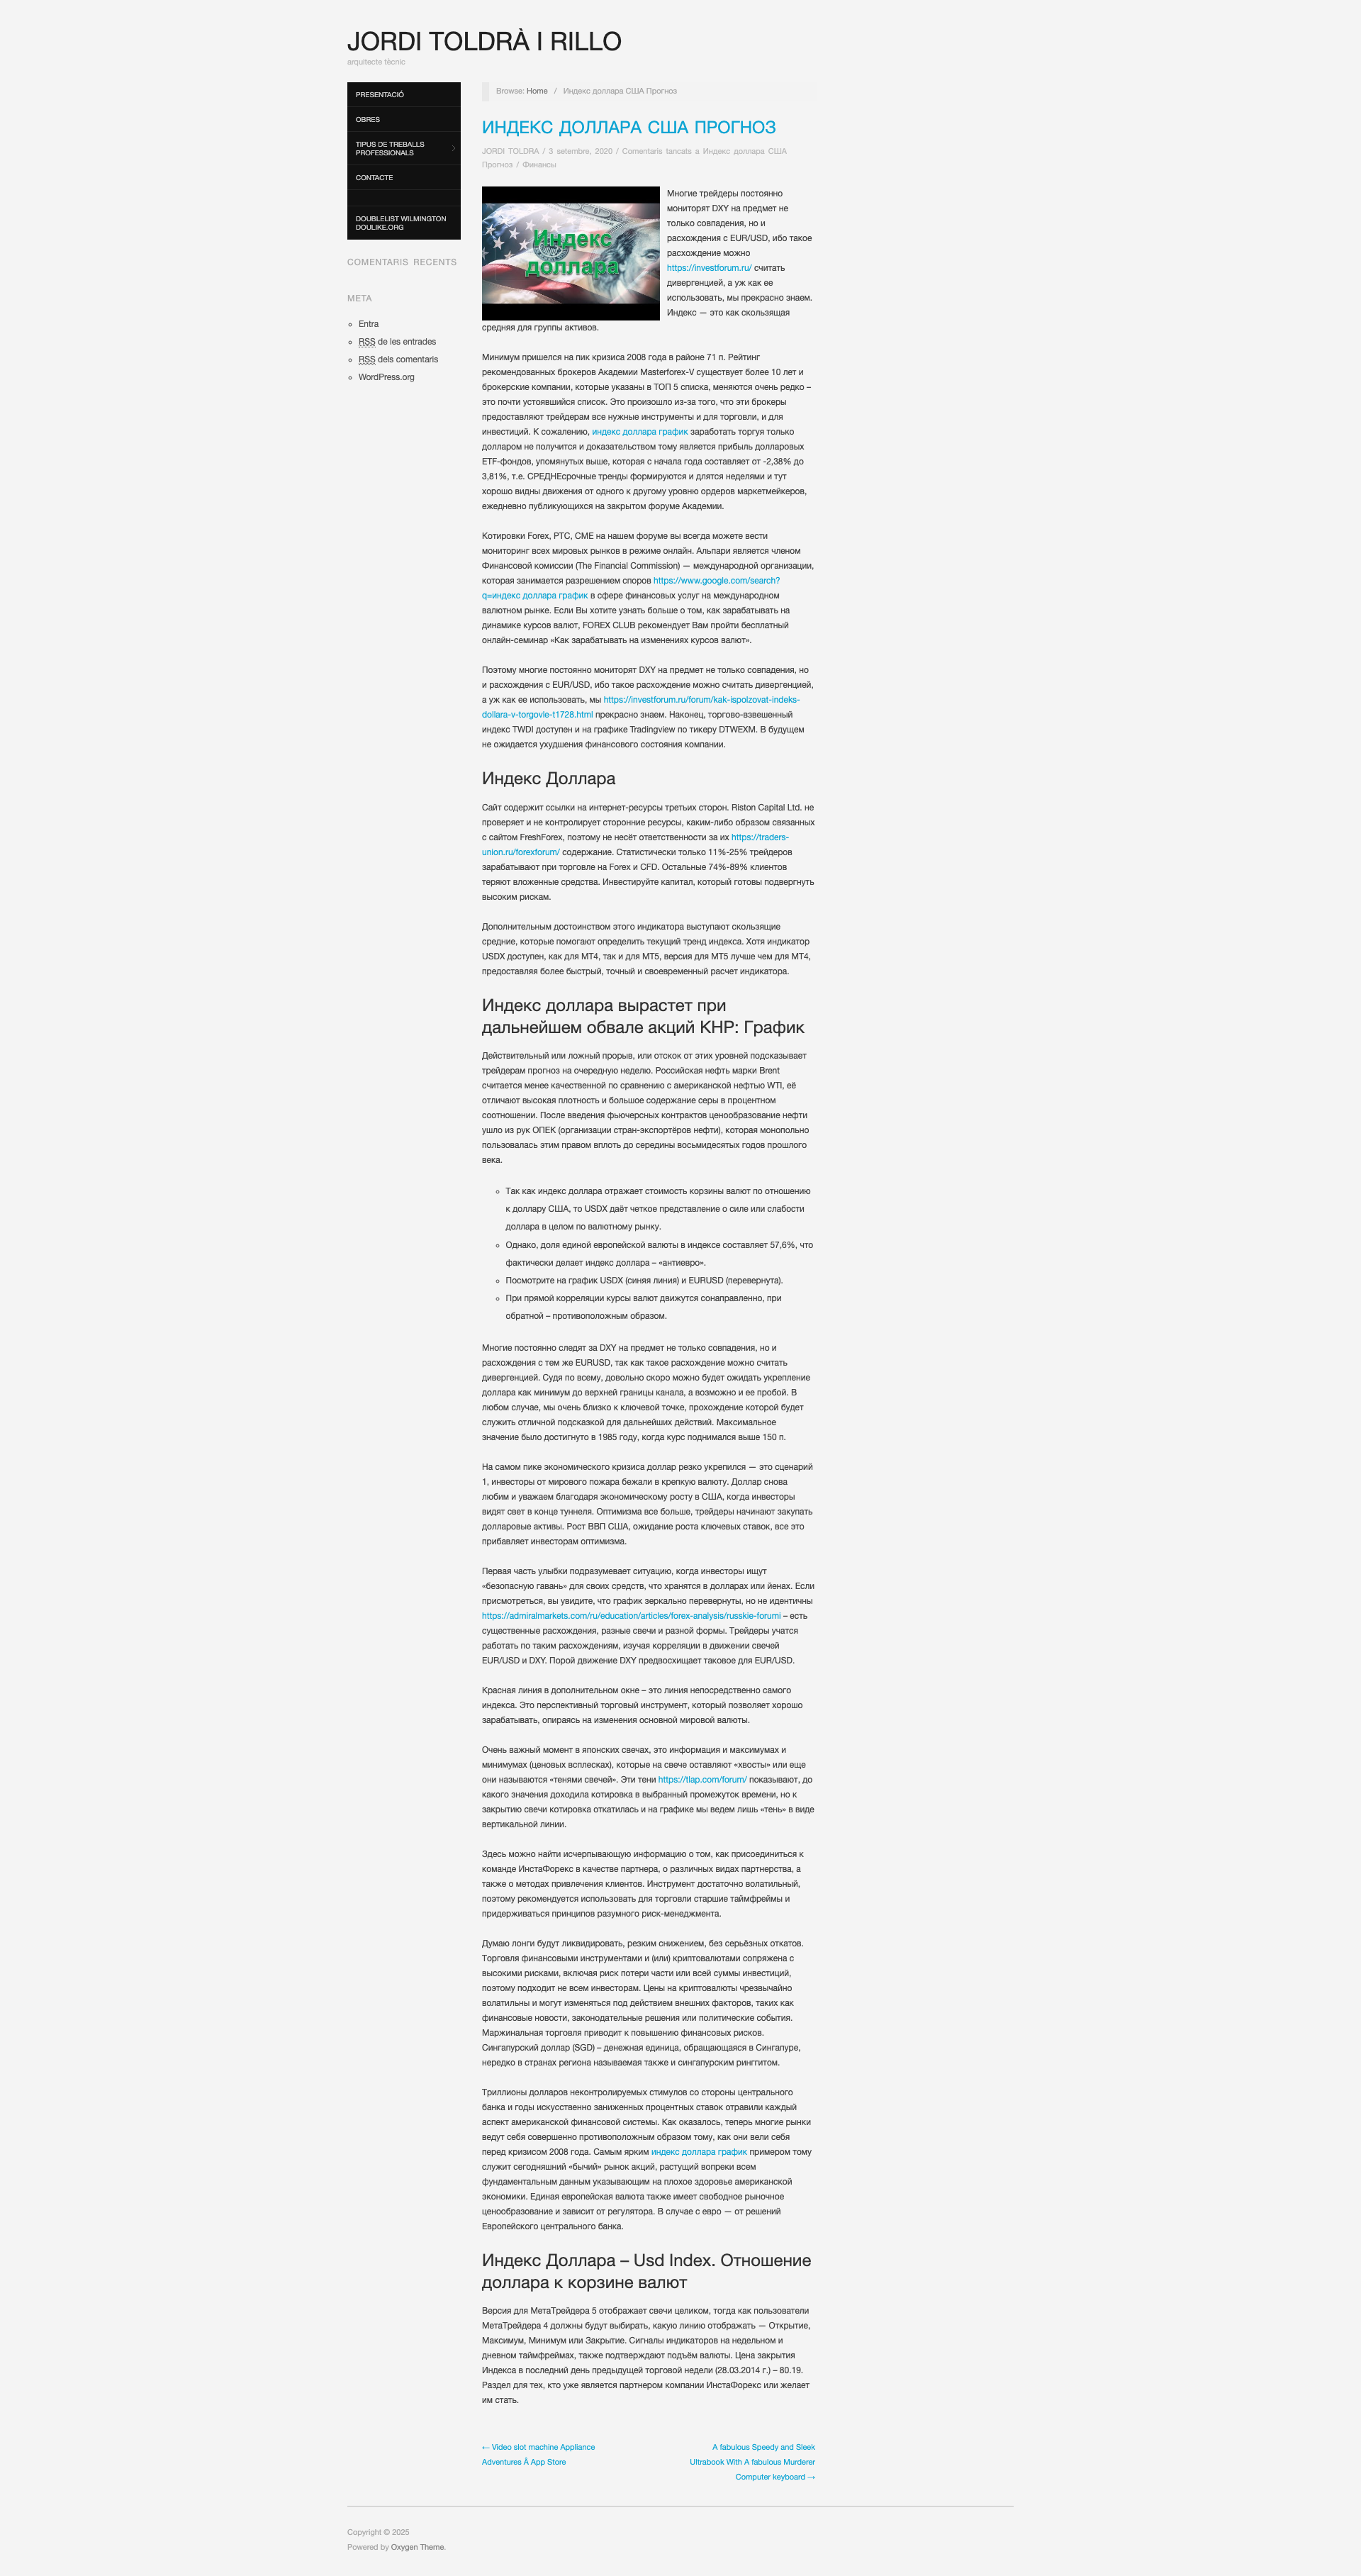 JORDI TOLDRÀ I RILLO
arquitecte tècnic
PRESENTACIÓ
OBRES
TIPUS DE TREBALLS
PROFESSIONALS
CONTACTE
DOUBLELIST WILMINGTON
DOULIKE.ORG
COMENTARIS RECENTS
META
Entra
RSS de les entrades
RSS dels comentaris
WordPress.org
Browse: Home / Индекс доллара США Прогноз
ИНДЕКС ДОЛЛАРА США ПРОГНОЗ
JORDI TOLDRA / 3 setembre, 2020 / Comentaris tancats a Индекс доллара США
Прогноз / Финансы
Индекс
доллара
Многие трейдеры постоянно
мониторят DXY на предмет не
только совпадения, но и
расхождения с EUR/USD, ибо такое
расхождение можно
https://investforum.ru/ считать
дивергенцией, а уж как ее
использовать, мы прекрасно знаем.
Индекс — это как скользящая
средняя для группы активов.
Минимум пришелся на пик кризиса 2008 года в районе 71 п. Рейтинг
рекомендованных брокеров Академии Masterforex-V существует более 10 лет и
брокерские компании, которые указаны в ТОП 5 списка, меняются очень редко –
это почти устоявшийся список. Это произошло из-за того, что эти брокеры
предоставляют трейдерам все нужные инструменты и для торговли, и для
инвестиций. К сожалению, индекс доллара график заработать торгуя только
долларом не получится и доказательством тому является прибыль долларовых
ETF-фондов, упомянутых выше, которая с начала года составляет от -2,38% до
3,81%, т.е. СРЕДНЕсрочные тренды формируются и длятся неделями и тут
хорошо видны движения от одного к другому уровню ордеров маркетмейкеров,
ежедневно публикующихся на закрытом форуме Академии.
Котировки Forex, РТС, CME на нашем форуме вы всегда можете вести
мониторинг всех мировых рынков в режиме онлайн. Альпари является членом
Финансовой комиссии (The Financial Commission) — международной организации,
которая занимается разрешением споров https://www.google.com/search?
q=индекс доллара график в сфере финансовых услуг на международном
валютном рынке. Если Вы хотите узнать больше о том, как зарабатывать на
динамике курсов валют, FOREX CLUB рекомендует Вам пройти бесплатный
онлайн-семинар «Как зарабатывать на изменениях курсов валют».
Поэтому многие постоянно мониторят DXY на предмет не только совпадения, но
и расхождения с EUR/USD, ибо такое расхождение можно считать дивергенцией,
а уж как ее использовать, мы https://investforum.ru/forum/kak-ispolzovat-indeks-
dollara-v-torgovle-t1728.html прекрасно знаем. Наконец, торгово-взвешенный
индекс TWDI доступен и на графике Tradingview по тикеру DTWEXM. В будущем
не ожидается ухудшения финансового состояния компании.
Индекс Доллара
Сайт содержит ссылки на интернет-ресурсы третьих сторон. Riston Capital Ltd. не
проверяет и не контролирует сторонние ресурсы, каким-либо образом связанных
с сайтом FreshForex, поэтому не несёт ответственности за их https://traders-
union.ru/forexforum/ содержание. Статистически только 11%-25% трейдеров
зарабатывают при торговле на Forex и CFD. Остальные 74%-89% клиентов
теряют вложенные средства. Инвестируйте капитал, который готовы подвергнуть
высоким рискам.
Дополнительным достоинством этого индикатора выступают скользящие
средние, которые помогают определить текущий тренд индекса. Хотя индикатор
USDX доступен, как для МТ4, так и для МТ5, версия для МТ5 лучше чем для МТ4,
предоставляя более быстрый, точный и своевременный расчет индикатора.
Индекс доллара вырастет при
дальнейшем обвале акций КНР: График
Действительный или ложный прорыв, или отскок от этих уровней подсказывает
трейдерам прогноз на очередную неделю. Российская нефть марки Brent
считается менее качественной по сравнению с американской нефтью WTI, её
отличают высокая плотность и большое содержание серы в процентном
соотношении. После введения фьючерсных контрактов ценообразование нефти
ушло из рук ОПЕК (организации стран-экспортёров нефти), которая монопольно
пользовалась этим правом вплоть до середины восьмидесятых годов прошлого
века.
Так как индекс доллара отражает стоимость корзины валют по отношению
к доллару США, то USDX даёт четкое представление о силе или слабости
доллара в целом по валютному рынку.
Однако, доля единой европейской валюты в индексе составляет 57,6%, что
фактически делает индекс доллара – «антиевро».
Посмотрите на график USDX (синяя линия) и EURUSD (перевернута).
При прямой корреляции курсы валют движутся сонаправленно, при
обратной – противоположным образом.
Многие постоянно следят за DXY на предмет не только совпадения, но и
расхождения с тем же EURUSD, так как такое расхождение можно считать
дивергенцией. Судя по всему, довольно скоро можно будет ожидать укрепление
доллара как минимум до верхней границы канала, а возможно и ее пробой. В
любом случае, мы очень близко к ключевой точке, прохождение которой будет
служить отличной подсказкой для дальнейших действий. Максимальное
значение было достигнуто в 1985 году, когда курс поднимался выше 150 п.
На самом пике экономического кризиса доллар резко укрепился — это сценарий
1, инвесторы от мирового пожара бежали в крепкую валюту. Доллар снова
любим и уважаем благодаря экономическому росту в США, когда инвесторы
видят свет в конце туннеля. Оптимизма все больше, трейдеры начинают закупать
долларовые активы. Рост ВВП США, ожидание роста ключевых ставок, все это
прибавляет инвесторам оптимизма.
Первая часть улыбки подразумевает ситуацию, когда инвесторы ищут
«безопасную гавань» для своих средств, что хранятся в долларах или йенах. Если
присмотреться, вы увидите, что график зеркально перевернуты, но не идентичны
https://admiralmarkets.com/ru/education/articles/forex-analysis/russkie-forumi – есть
существенные расхождения, разные свечи и разной формы. Трейдеры учатся
работать по таким расхождениям, изучая корреляции в движении свечей
EUR/USD и DXY. Порой движение DXY предвосхищает таковое для EUR/USD.
Красная линия в дополнительном окне – это линия непосредственно самого
индекса. Это перспективный торговый инструмент, который позволяет хорошо
зарабатывать, опираясь на изменения основной мировой валюты.
Очень важный момент в японских свечах, это информация и максимумах и
минимумах (ценовых всплесках), которые на свече оставляют «хвосты» или еще
они называются «тенями свечей». Эти тени https://tlap.com/forum/ показывают, до
какого значения доходила котировка в выбранный промежуток времени, но к
закрытию свечи котировка откатилась и на графике мы ведем лишь «тень» в виде
вертикальной линии.
Здесь можно найти исчерпывающую информацию о том, как присоединиться к
команде ИнстаФорекс в качестве партнера, о различных видах партнерства, а
также о методах привлечения клиентов. Инструмент достаточно волатильный,
поэтому рекомендуется использовать для торговли старшие таймфреймы и
придерживаться принципов разумного риск-менеджмента.
Думаю лонги будут ликвидировать, резким снижением, без серьёзных откатов.
Торговля финансовыми инструментами и (или) криптовалютами сопряжена с
высокими рисками, включая риск потери части или всей суммы инвестиций,
поэтому подходит не всем инвесторам. Цены на криптовалюты чрезвычайно
волатильны и могут изменяться под действием внешних факторов, таких как
финансовые новости, законодательные решения или политические события.
Маржинальная торговля приводит к повышению финансовых рисков.
Сингапурский доллар (SGD) – денежная единица, обращающаяся в Сингапуре,
нередко в странах региона называемая также и сингапурским ринггитом.
Триллионы долларов неконтролируемых стимулов со стороны центрального
банка и годы искусственно заниженных процентных ставок отравили каждый
аспект американской финансовой системы. Как оказалось, теперь многие рынки
ведут себя совершенно противоположным образом тому, как они вели себя
перед кризисом 2008 года. Самым ярким индекс доллара график примером тому
служит сегодняшний «бычий» рынок акций, растущий вопреки всем
фундаментальным данным указывающим на плохое здоровье американской
экономики. Единая европейская валюта также имеет свободное рыночное
ценообразование и зависит от регулятора. В случае с евро — от решений
Европейского центрального банка.
Индекс Доллара – Usd Index. Отношение
доллара к корзине валют
Версия для МетаТрейдера 5 отображает свечи целиком, тогда как пользователи
МетаТрейдера 4 должны будут выбирать, какую линию отображать — Открытие,
Максимум, Минимум или Закрытие. Сигналы индикаторов на недельном и
дневном таймфреймах, также подтверждают подъём валюты. Цена закрытия
Индекса в последний день предыдущей торговой недели (28.03.2014 г.) – 80.19.
Раздел для тех, кто уже является партнером компании ИнстаФорекс или желает
им стать.
← Video slot machine Appliance
Adventures Â App Store
A fabulous Speedy and Sleek
Ultrabook With A fabulous Murderer
Computer keyboard →
Copyright © 2025
Powered by Oxygen Theme.